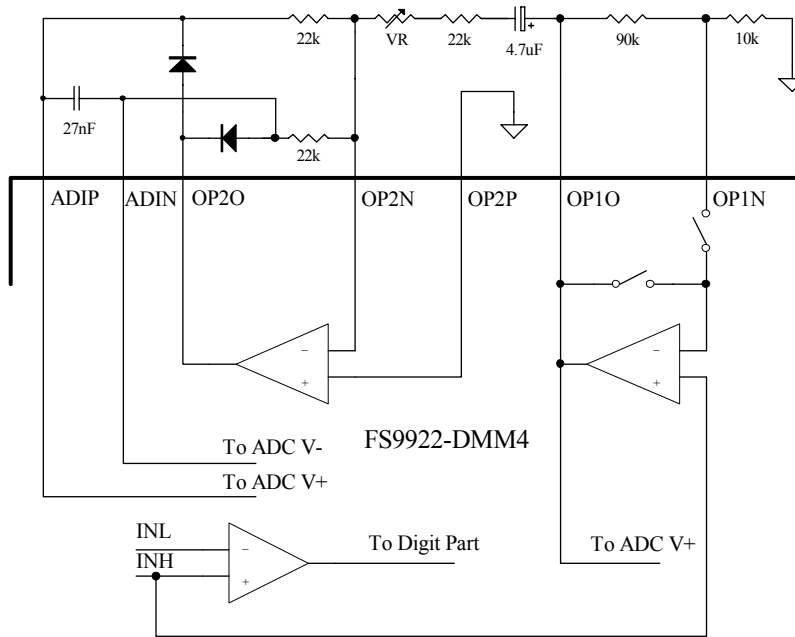 22k
VR
22k
4.7uF
+
90k
10k
27nF
22k
ADIP
ADIN
OP2O
OP2N
OP2P
OP1O
OP1N
−
+
−
+
FS9922-DMM4
To ADC V-
To ADC V+
INL
INH
−
+
To Digit Part
To ADC V+